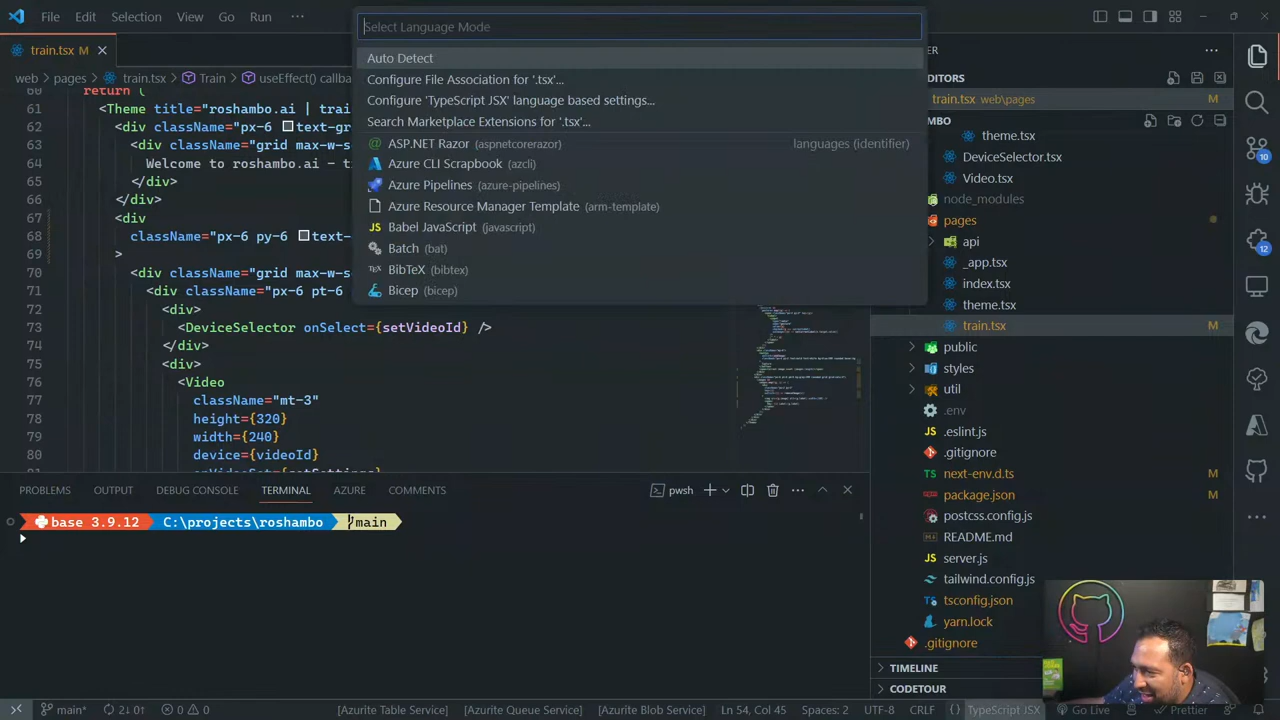 File Edit Selection View Go Run ···
Select Language Mode
Auto Detect
Configure File Association for '.tsx'...
Configure 'TypeScript JSX' language based settings...
Search Marketplace Extensions for '.tsx'...
ASP.NET Razor (aspnetcorerazor) languages (identifier)
Azure CLI Scrapbook (azcli)
Azure Pipelines (azure-pipelines)
Azure Resource Manager Template (arm-template)
Babel JavaScript (javascript)
Batch (bat)
BibTeX (bibtex)
Bicep (bicep)
train.tsx M
web > pages > train.tsx > Train > useEffect() callba
60 return (
61 <Theme title="roshambo.ai | trai
62 <div className="px-6 text-gr
63 <div className="grid max-w-s
64 Welcome to roshambo.ai - t
65 </div>
66 </div>
67 <div
68 className="px-6 py-6 text-
69 >
70 <div className="grid max-w-s
71 <div className="px-6 pt-6
72 <div>
73 <DeviceSelector onSelect={setVideoId} />
74 </div>
75 <div>
76 <Video
77 className="mt-3"
78 height={320}
79 width={240}
80 device={videoId}
PROBLEMS OUTPUT DEBUG CONSOLE TERMINAL AZURE COMMENTS
pwsh
base 3.9.12 C:\projects\roshambo main
ER
EDITORS
train.tsx web\pages M
MBO
theme.tsx
DeviceSelector.tsx
Video.tsx
node_modules
pages
api
_app.tsx
index.tsx
theme.tsx
train.tsx M
public
styles
util
.env
.eslint.js
.gitignore
next-env.d.ts M
package.json M
postcss.config.js
README.md
server.js
tailwind.config.js
tsconfig.json
yarn.lock
.gitignore
TIMELINE
CODETOUR
10
12
main* 2↓ 0↑ 0 0 [Azurite Table Service] [Azurite Queue Service] [Azurite Blob Service] Ln 54, Col 45 Spaces: 2 UTF-8 CRLF {} TypeScript JSX Go Live Prettier